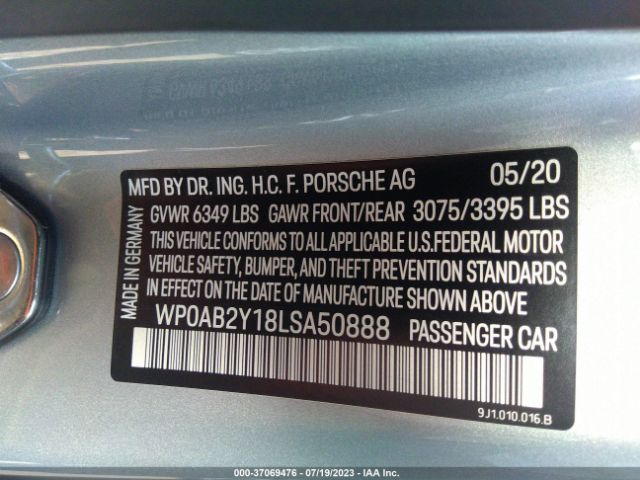 MFD BY DR. ING. H.C. F. PORSCHE AG 05/20
GVWR 6349 LBS GAWR FRONT/REAR 3075/3395 LBS
THIS VEHICLE CONFORMS TO ALL APPLICABLE U.S.FEDERAL MOTOR
VEHICLE SAFETY, BUMPER, AND THEFT PREVENTION STANDARDS
IN EFFECT ON THE DATE OF MANUFACTURE SHOWN ABOVE
WP0AB2Y18LSA50888 PASSENGER CAR
MADE IN GERMANY
9J1.010.016.B
000-37069476 - 07/19/2023 - IAA Inc.